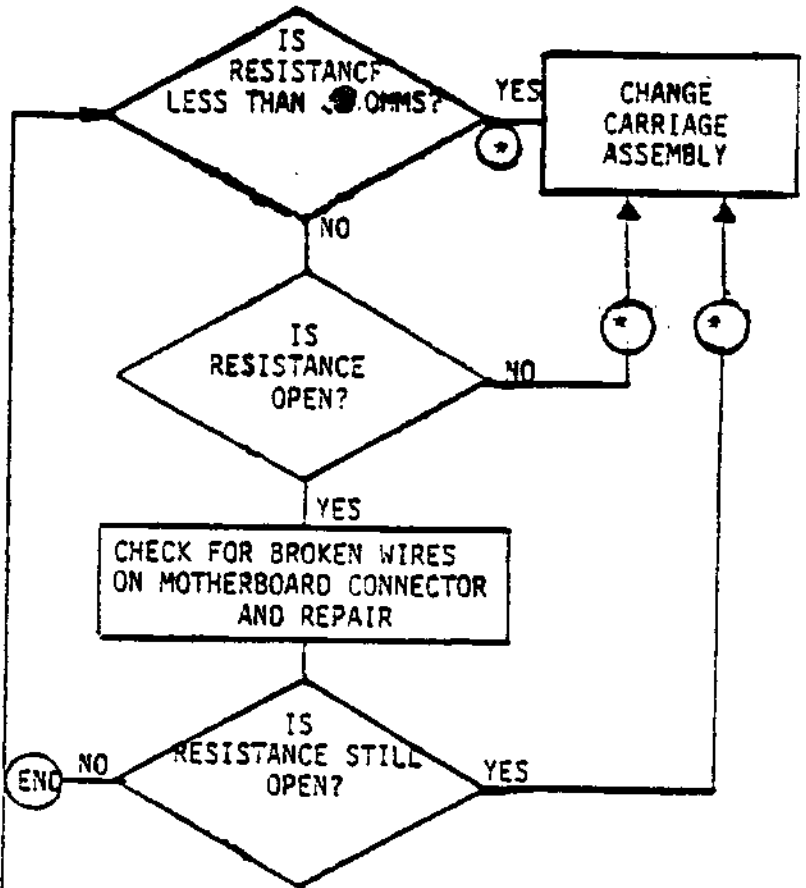 IS
RESISTANCE
LESS THAN OHMS?
YES
*
CHANGE
CARRIAGE
ASSEMBLY
NO
IS
RESISTANCE
OPEN?
NO
*
*
YES
CHECK FOR BROKEN WIRES
ON MOTHERBOARD CONNECTOR
AND REPAIR
IS
RESISTANCE STILL
OPEN?
NO
END
YES